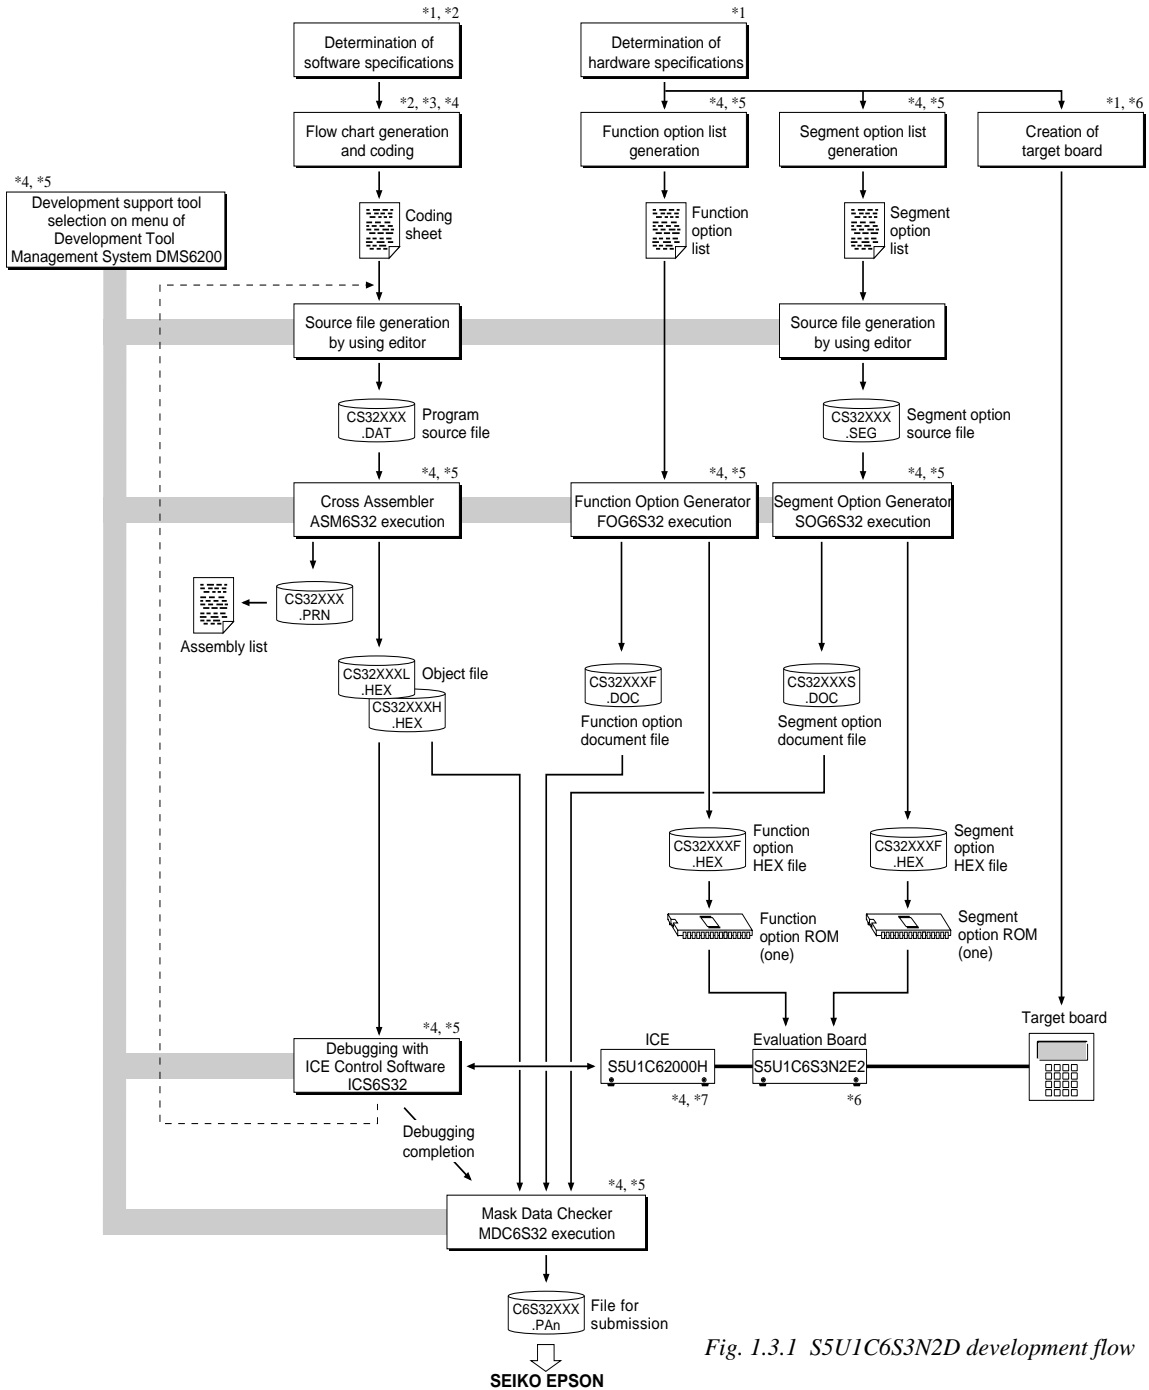 *1, *2
Determination of
software specifications
*1
Determination of
hardware specifications
*2, *3, *4
Flow chart generation
and coding
*4, *5
Function option list
generation
*4, *5
Segment option list
generation
*1, *6
Creation of
target board
*4, *5
Development support tool
selection on menu of
Development Tool
Management System DMS6200
Coding
sheet
Function
option
list
Segment
option
list
Source file generation
by using editor
Source file generation
by using editor
CS32XXX
.DAT
Program
source file
CS32XXX
.SEG
Segment option
source file
*4, *5
Cross Assembler
ASM6S32 execution
*4, *5
Function Option Generator
FOG6S32 execution
*4, *5
Segment Option Generator
SOG6S32 execution
CS32XXX
.PRN
Assembly list
CS32XXXL
.HEX
Object file
CS32XXXH
.HEX
CS32XXXF
.DOC
Function option
document file
CS32XXXS
.DOC
Segment option
document file
CS32XXXF
.HEX
Function
option
HEX file
CS32XXXF
.HEX
Segment
option
HEX file
Function
option ROM
(one)
Segment
option ROM
(one)
*4, *5
Debugging with
ICE Control Software
ICS6S32
ICE
S5U1C62000H
*4, *7
Evaluation Board
S5U1C6S3N2E2
*6
Target board
Debugging
completion
*4, *5
Mask Data Checker
MDC6S32 execution
C6S32XXX
.PAn
File for
submission
SEIKO EPSON
Fig. 1.3.1 S5U1C6S3N2D development flow